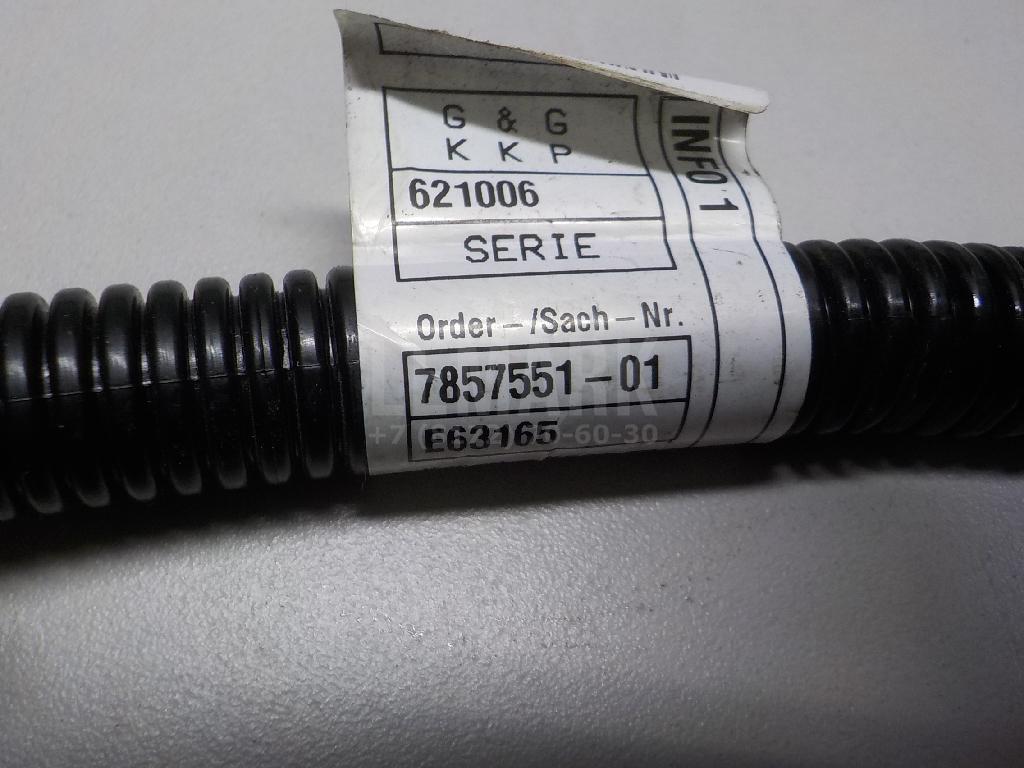 G & G
K K P
621006
SERIE
INFO 1
Order-/Sach-Nr.
7857551-01
E63165